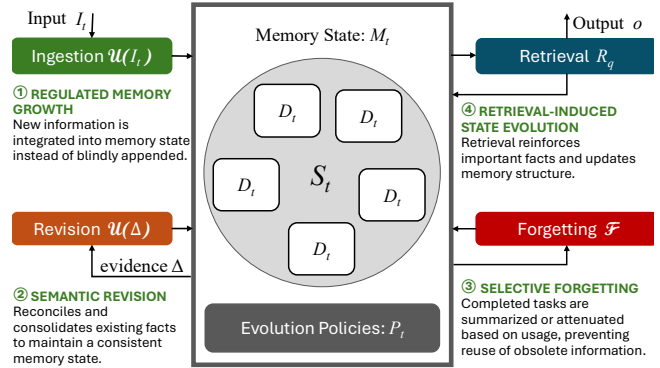 Input I_t
Ingestion 𝒰(I_t)
① REGULATED MEMORY
GROWTH
New information is
integrated into memory state
instead of blindly appended.
Revision 𝒰(Δ)
evidence Δ
② SEMANTIC REVISION
Reconciles and
consolidates existing facts
to maintain a consistent
memory state.
Memory State: M_t
D_t
D_t
D_t
S_t
D_t
D_t
Evolution Policies: P_t
Output o
Retrieval R_q
④ RETRIEVAL-INDUCED
STATE EVOLUTION
Retrieval reinforces
important facts and updates
memory structure.
Forgetting ℱ
③ SELECTIVE FORGETTING
Completed tasks are
summarized or attenuated
based on usage, preventing
reuse of obsolete information.